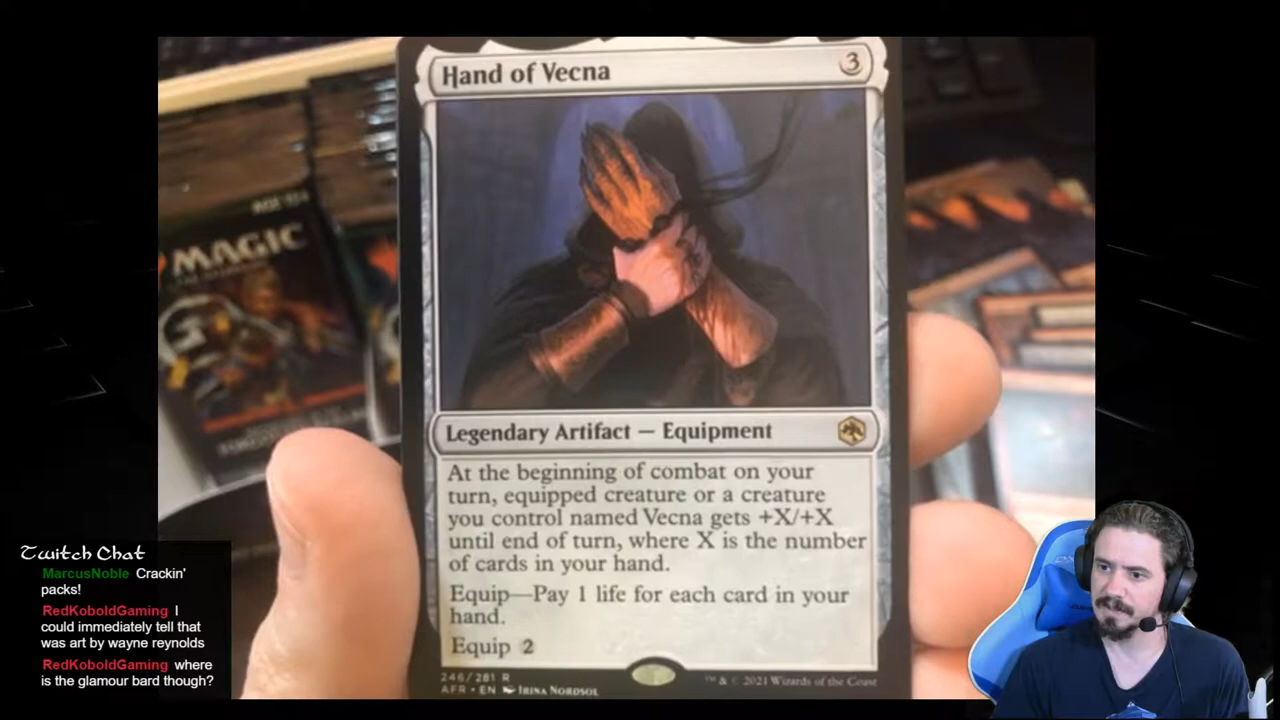 Hand of Vecna
3
AGE 13+
MAGIC
Legendary Artifact — Equipment
At the beginning of combat on your
turn, equipped creature or a creature
you control named Vecna gets +X/+X
until end of turn, where X is the number
of cards in your hand.
Equip—Pay 1 life for each card in your
hand.
Equip 2
246/281 R
AFR • EN IRINA NORDSOL
™ & © 2021 Wizards of the Coast
Twitch Chat
MarcusNoble Crackin'
packs!
RedKoboldGaming I
could immediately tell that
was art by wayne reynolds
RedKoboldGaming where
is the glamour bard though?